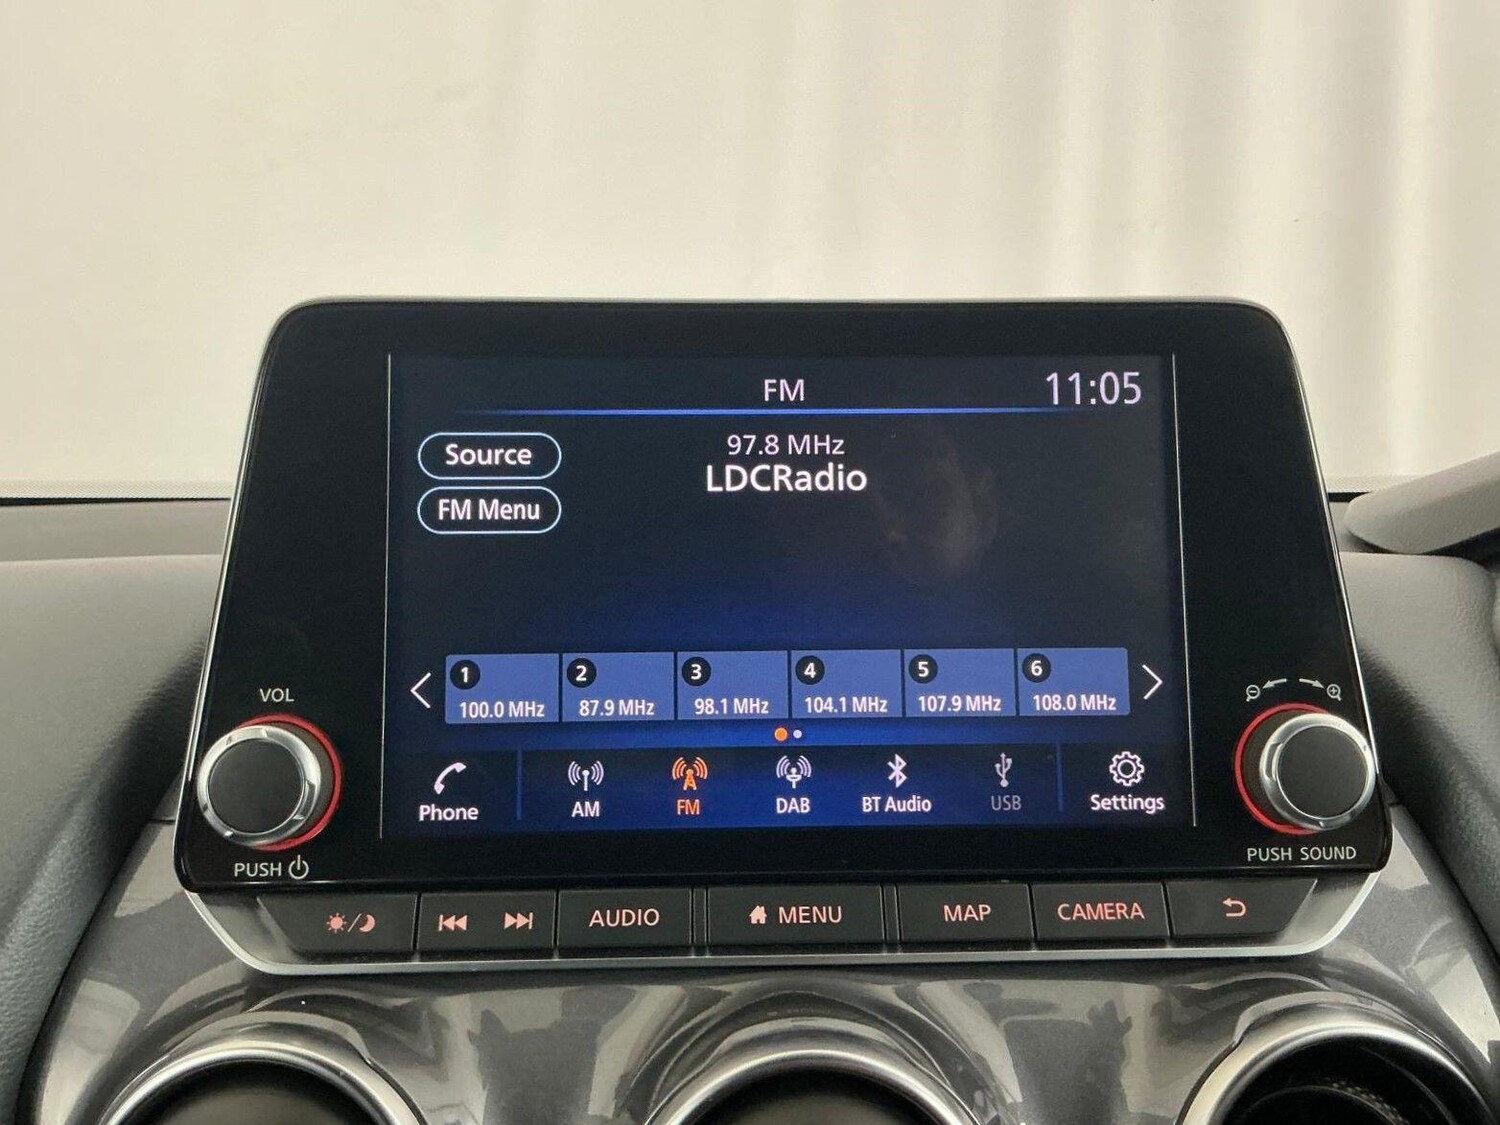 FM
11:05
Source
97.8 MHz
LDCRadio
FM Menu
1 2 3 4 5 6
100.0 MHz 87.9 MHz 98.1 MHz 104.1 MHz 107.9 MHz 108.0 MHz
VOL
Phone AM FM DAB BT Audio USB Settings
PUSH
PUSH SOUND
AUDIO MENU MAP CAMERA